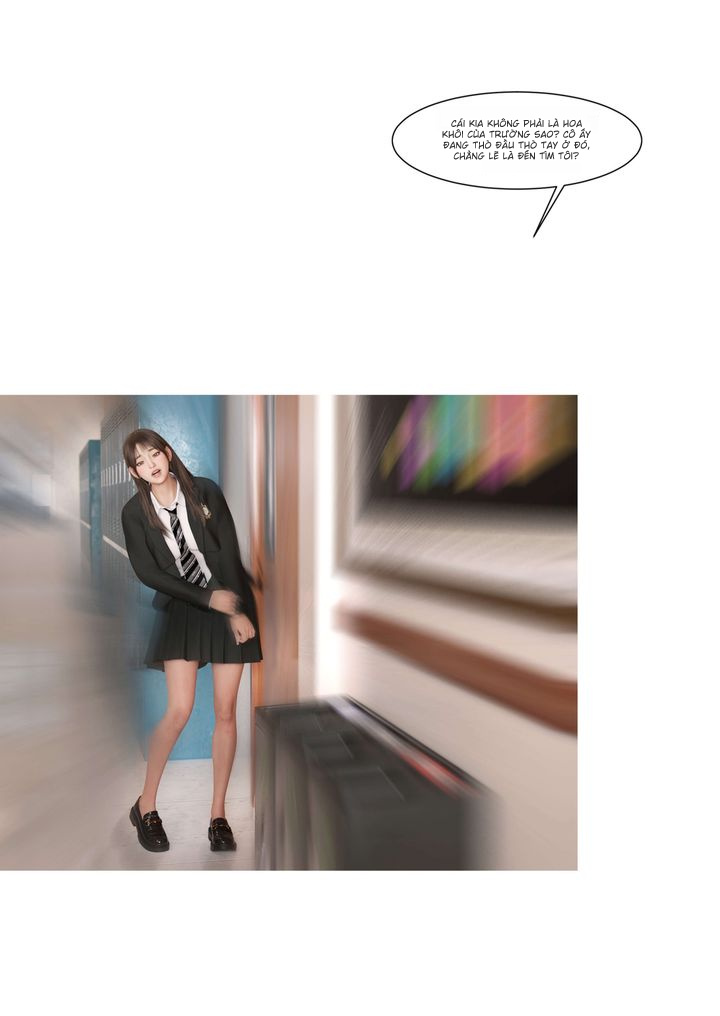 CÁI KIA KHÔNG PHẢI LÀ HOA
KHÔI CỦA TRƯỜNG SAO? CÔ ẤY
ĐANG THÒ ĐẦU THÒ TAY Ở ĐÓ,
CHẲNG LẼ LÀ ĐẾN TÌM TÔI?